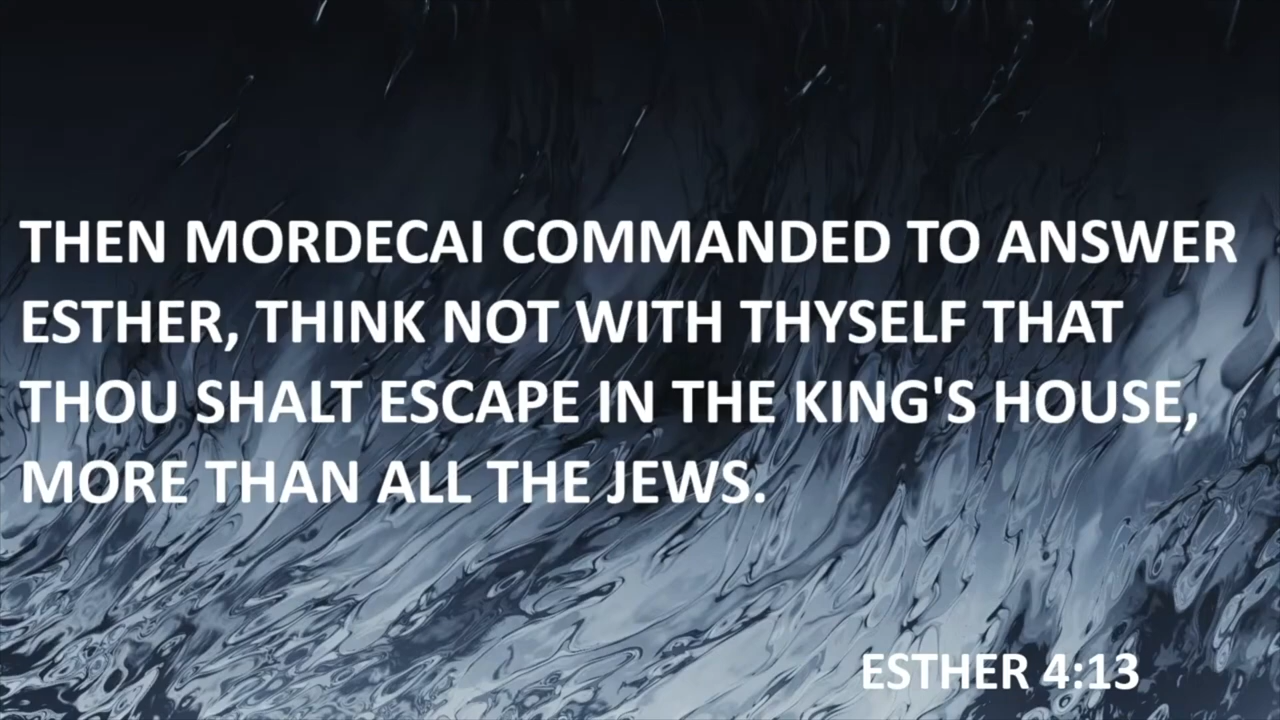 THEN MORDECAI COMMANDED TO ANSWER
ESTHER, THINK NOT WITH THYSELF THAT
THOU SHALT ESCAPE IN THE KING'S HOUSE,
MORE THAN ALL THE JEWS.
ESTHER 4:13